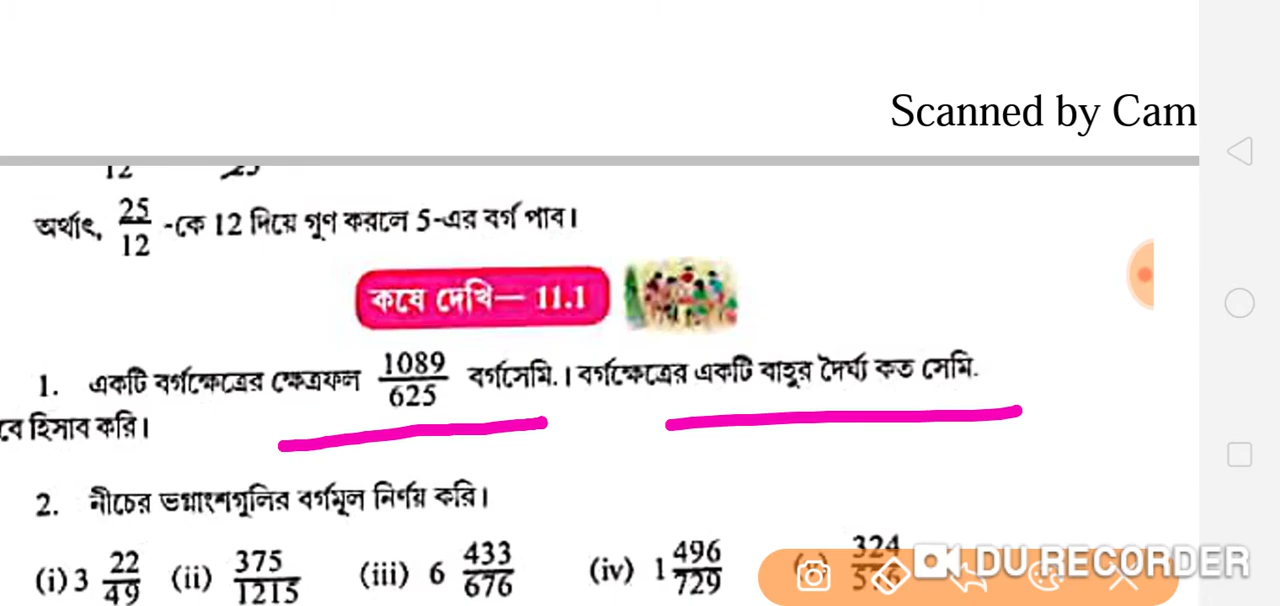 Scanned by Cam
12
অর্থাৎ, 25/12 -কে 12 দিয়ে গুণ করলে 5-এর বর্গ পাব।
কষে দেখি— 11.1
1. একটি বর্গক্ষেত্রের ক্ষেত্রফল 1089/625 বর্গসেমি.। বর্গক্ষেত্রের একটি বাহুর দৈর্ঘ্য কত সেমি.
বে হিসাব করি।
2. নীচের ভগ্নাংশগুলির বর্গমূল নির্ণয় করি।
(i) 3 22/49 (ii) 375/1215 (iii) 6 433/676 (iv) 1 496/729 324
DU RECORDER